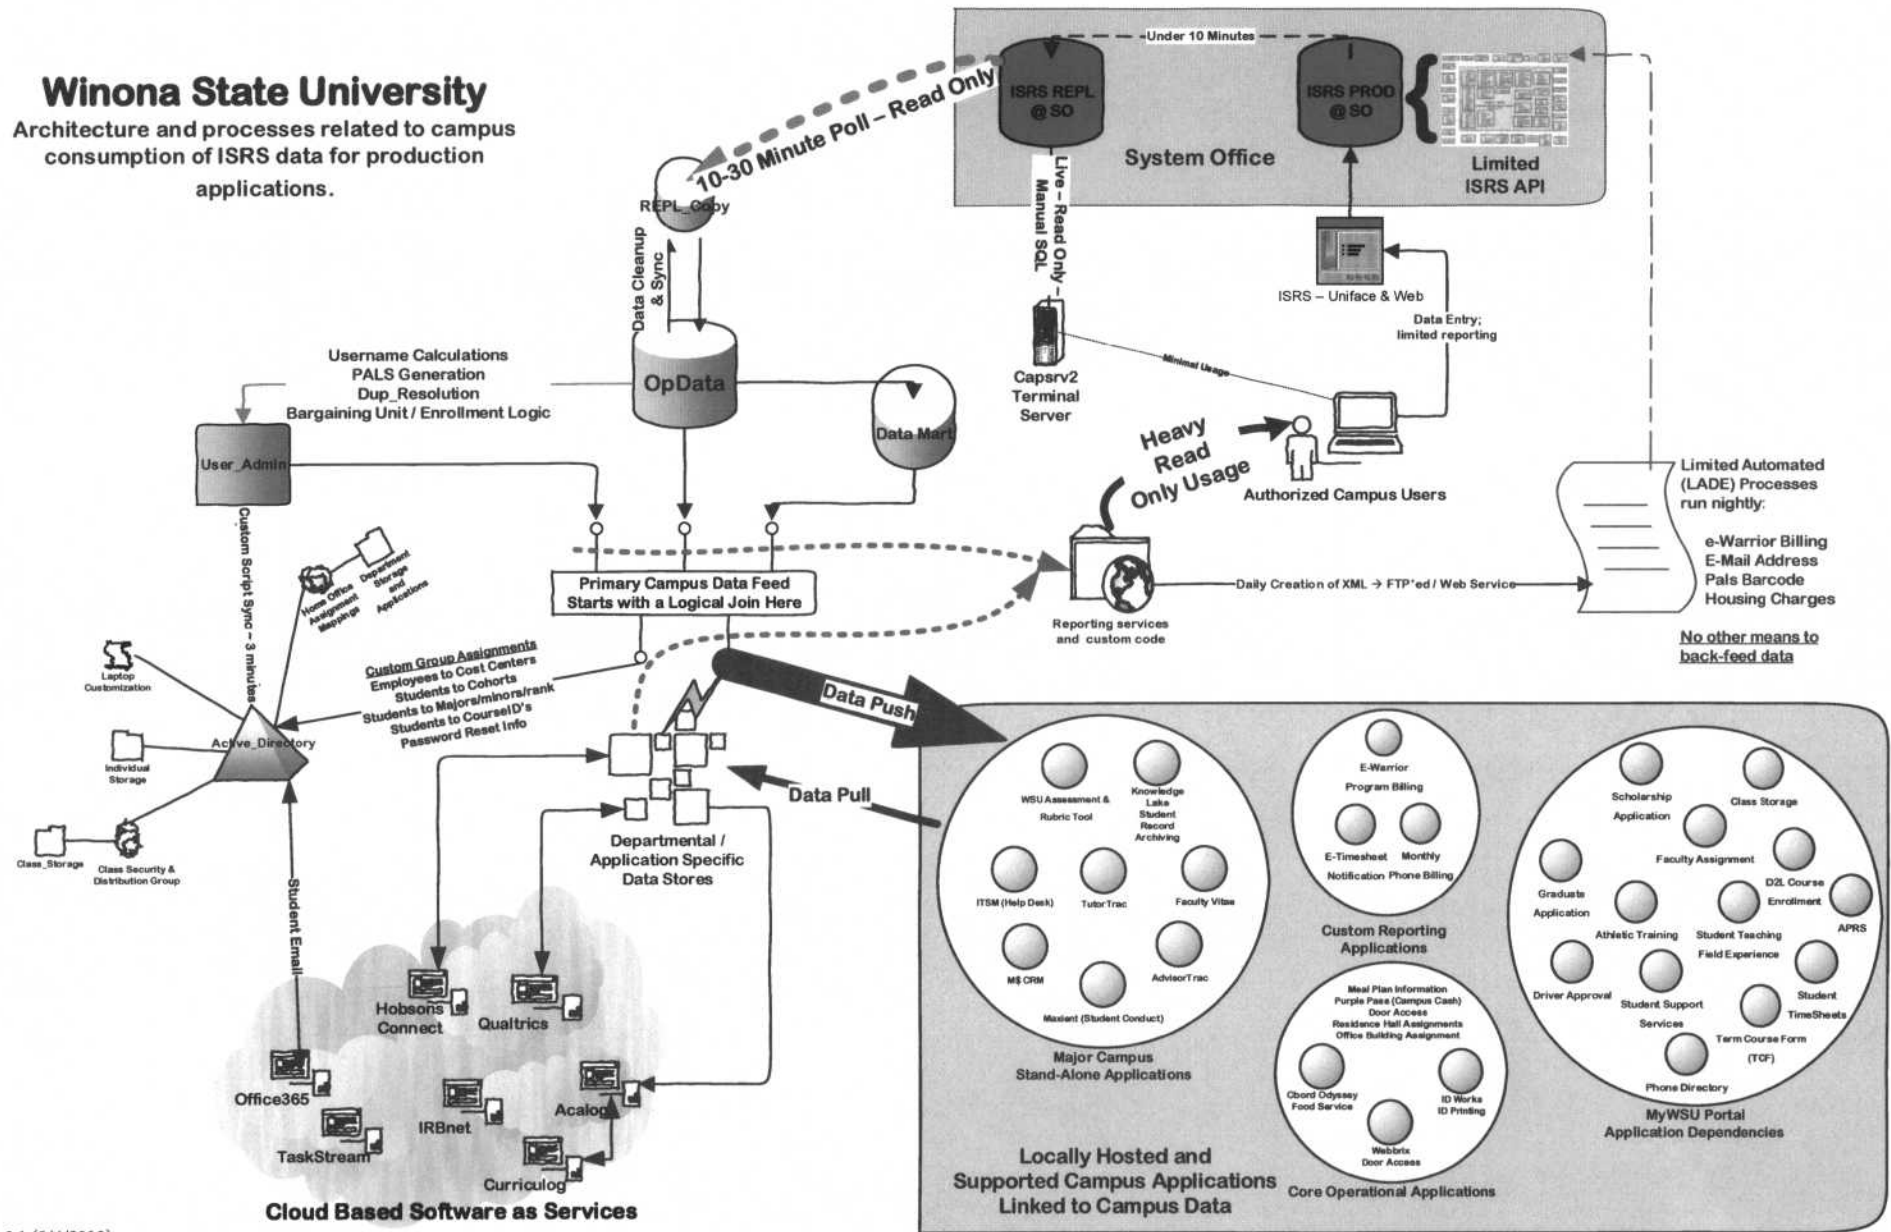 Winona State University
Architecture and processes related to campus
consumption of ISRS data for production
applications.
Under 10 Minutes
ISRS REPL
@ SO
ISRS PROD
@ SO
System Office
Limited
ISRS API
10-30 Minute Poll – Read Only
REPL_Copy
Data Cleanup
& Sync
Live – Read Only –
Manual SQL
ISRS – Uniface & Web
Data Entry;
limited reporting
Capsrv2
Terminal
Server
Minimal Usage
Username Calculations
PALS Generation
Dup_Resolution
Bargaining Unit / Enrollment Logic
OpData
Data Mart
User_Admin
Heavy
Read
Only Usage
Authorized Campus Users
Limited Automated
(LADE) Processes
run nightly:
e-Warrior Billing
E-Mail Address
Pals Barcode
Housing Charges
No other means to
back-feed data
Custom Script Sync ~ 3 minutes
Home Office
Assignment
Mappings
Department
Storage
and
Applications
Primary Campus Data Feed
Starts with a Logical Join Here
Daily Creation of XML → FTP'ed / Web Service
Reporting services
and custom code
Laptop
Customization
Custom Group Assignments
Employees to Cost Centers
Students to Cohorts
Students to Majors/minors/rank
Students to CourseID's
Password Reset Info
Active_Directory
Individual
Storage
Class_Storage
Class Security &
Distribution Group
Student Email
Data Push
Data Pull
Departmental /
Application Specific
Data Stores
Hobsons
Connect
Qualtrics
Office365
TaskStream
IRBnet
Acalog
Curriculog
Cloud Based Software as Services
WSU Assessment &
Rubric Tool
Knowledge
Lake
Student
Record
Archiving
ITSM (Help Desk)
TutorTrac
Faculty Vitae
M$ CRM
AdvisorTrac
Maxient (Student Conduct)
Major Campus
Stand-Alone Applications
E-Warrior
Program Billing
E-Timesheet
Notification
Monthly
Phone Billing
Custom Reporting
Applications
Meal Plan Information
Purple Pass (Campus Cash)
Door Access
Residence Hall Assignments
Office Building Assignment
Cbord Odyssey
Food Service
ID Works
ID Printing
Webbrix
Door Access
Core Operational Applications
Scholarship
Application
Class Storage
Faculty Assignment
D2L Course
Enrollment
Graduate
Application
APRS
Athletic Training
Student Teaching
Field Experience
Driver Approval
Student Support
Services
Student
TimeSheets
Term Course Form
(TCF)
Phone Directory
MyWSU Portal
Application Dependencies
Locally Hosted and
Supported Campus Applications
Linked to Campus Data